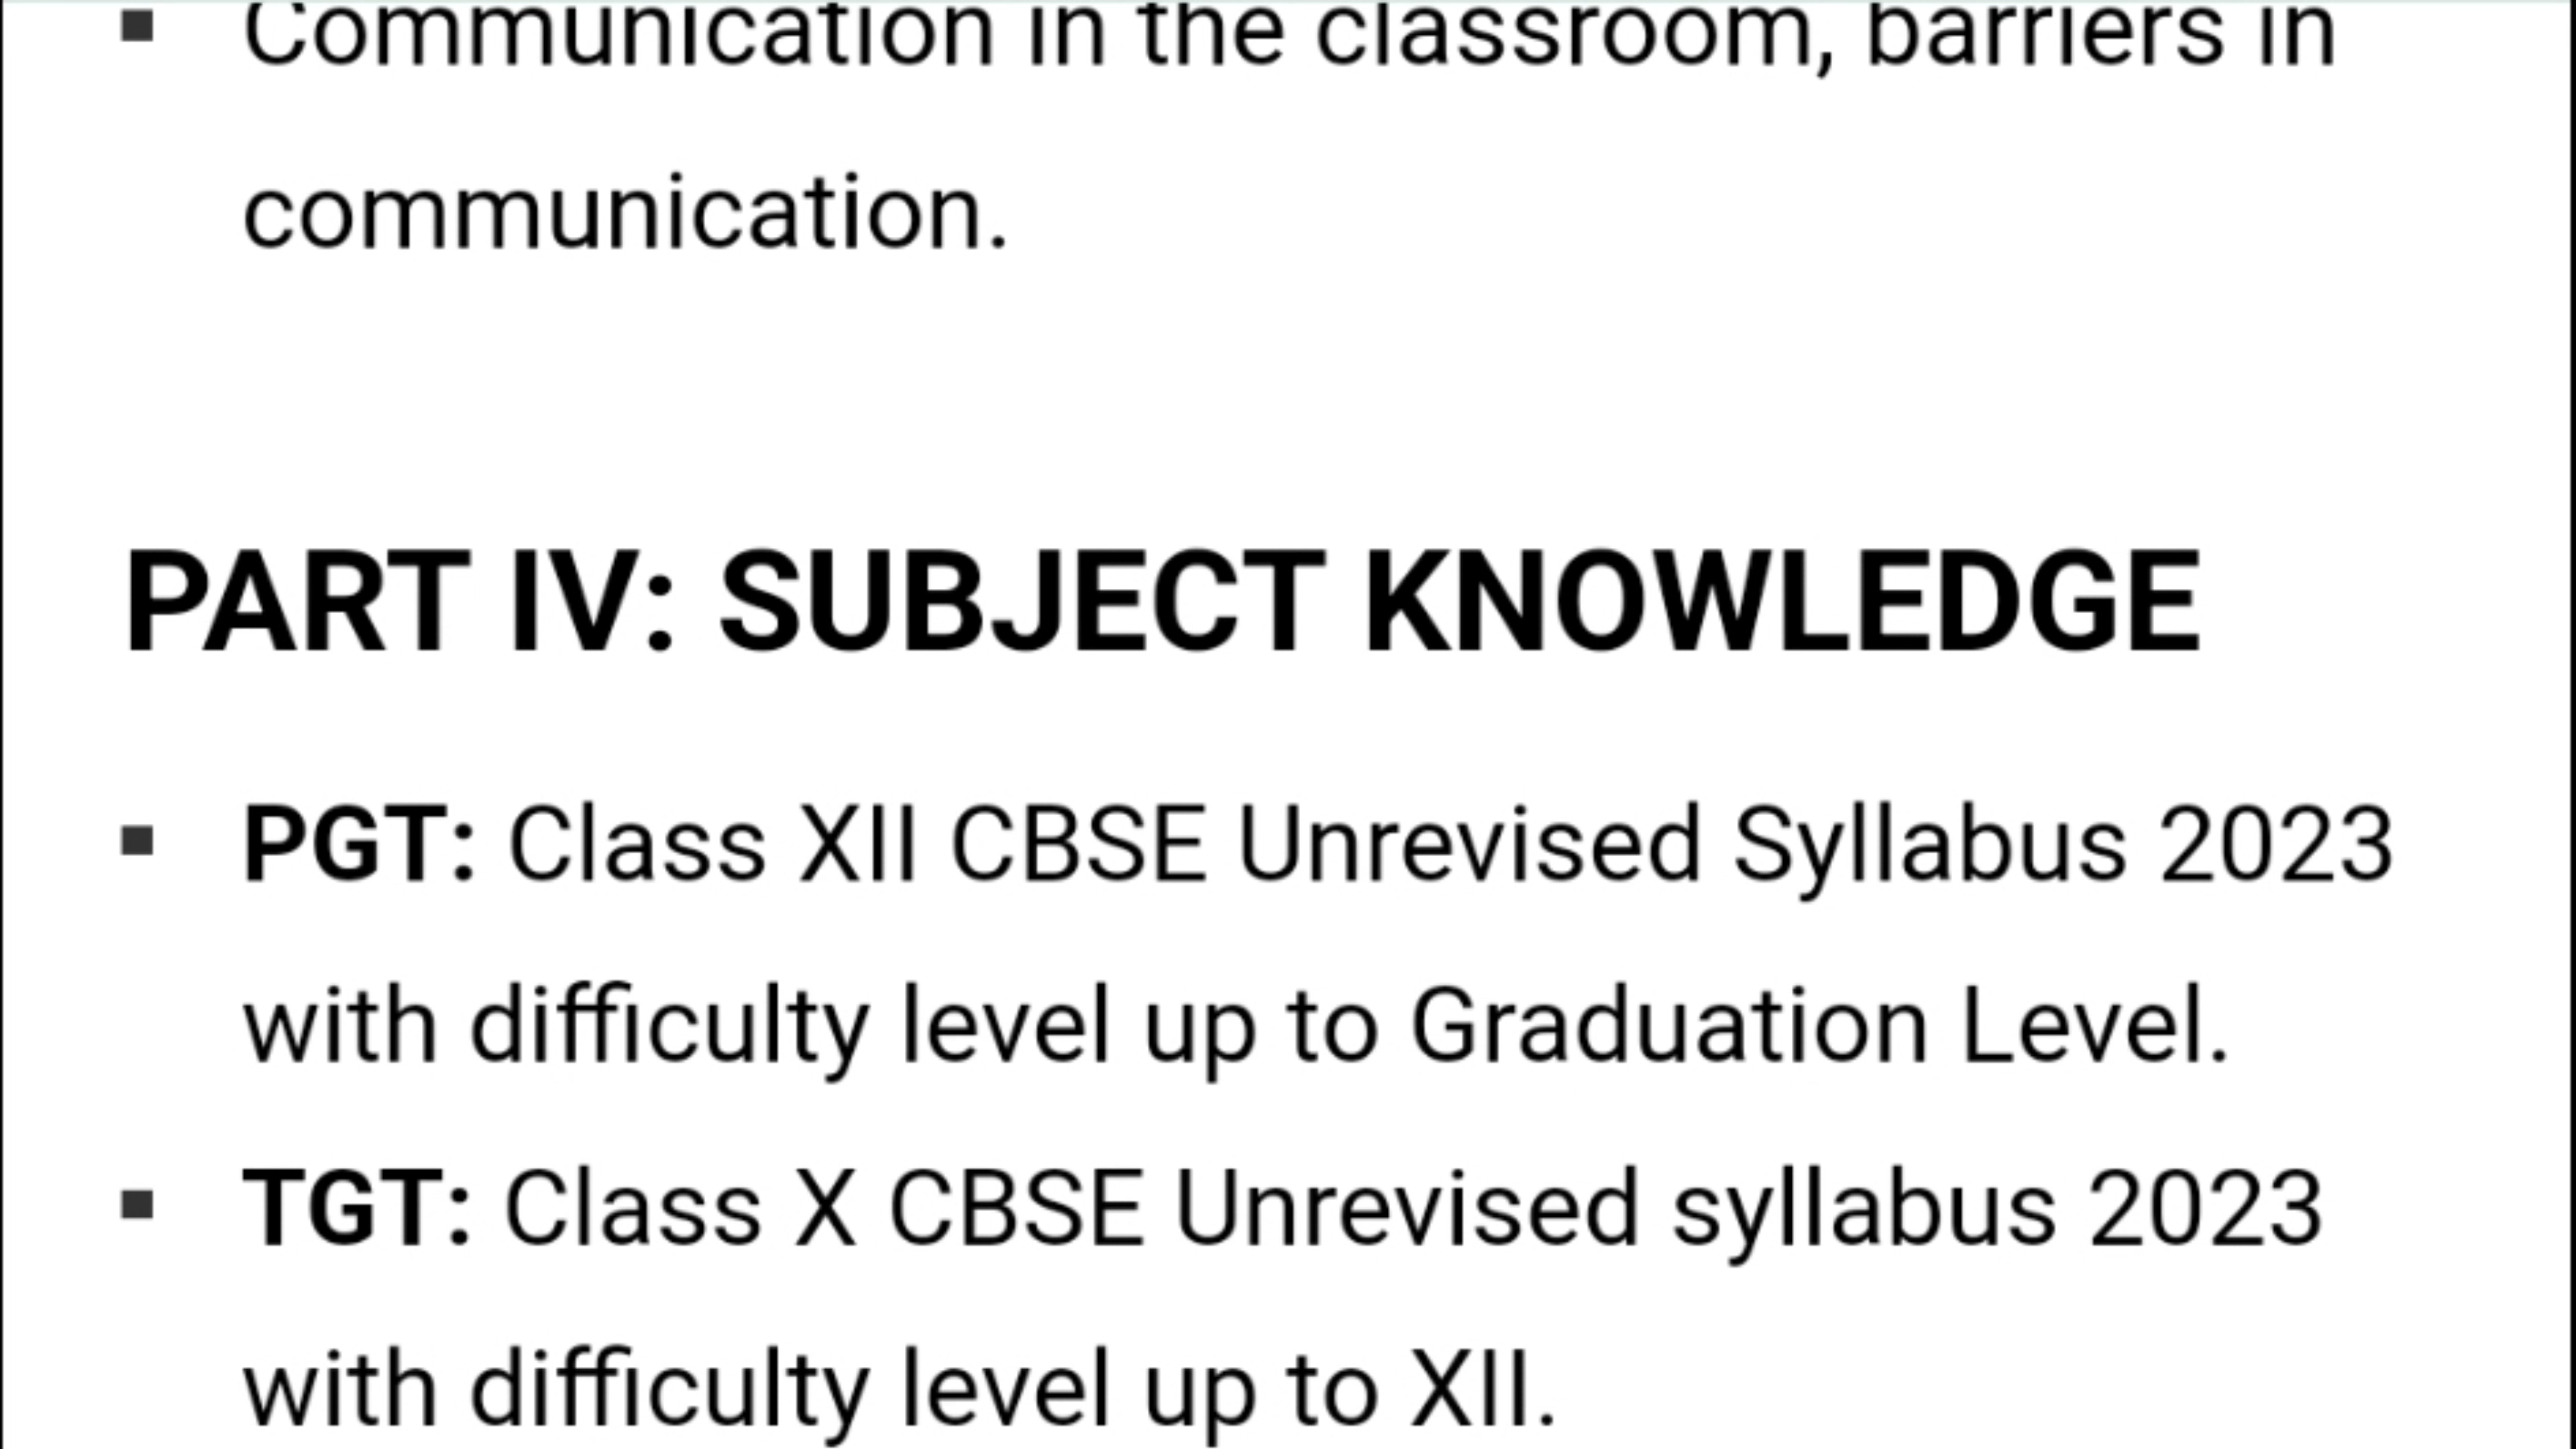 ▪ Communication in the classroom, barriers in
communication.
PART IV: SUBJECT KNOWLEDGE
▪ PGT: Class XII CBSE Unrevised Syllabus 2023
with difficulty level up to Graduation Level.
▪ TGT: Class X CBSE Unrevised syllabus 2023
with difficulty level up to XII.